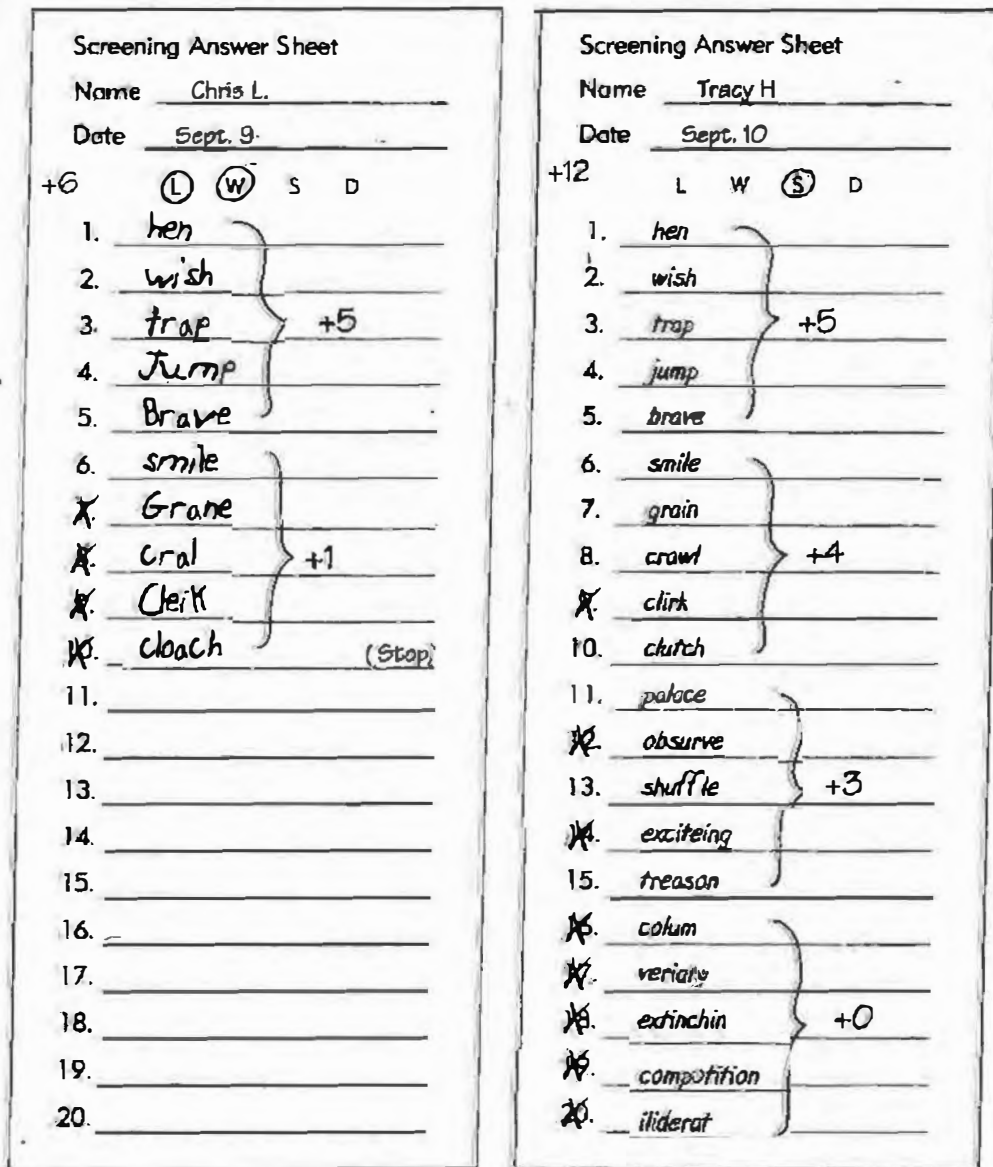 Screening Answer Sheet
Name Chris L.
Date Sept. 9
+6 L W S D
1. hen
2. wish
3. trap +5
4. Jump
5. Brave
6. smile
7. Grane
8. cral +1
9. Cleik
10. cloach (Stop)
11.
12.
13.
14.
15.
16.
17.
18.
19.
20.
Screening Answer Sheet
Name Tracy H
Date Sept. 10
+12 L W S D
1. hen
2. wish
3. trap +5
4. jump
5. brave
6. smile
7. grain
8. crawl +4
9. clirk
10. clutch
11. palace
12. obsurve
13. shuffle +3
14. exciteing
15. treason
16. colum
17.
18. extinchin +0
19. compotition
20. iliderat